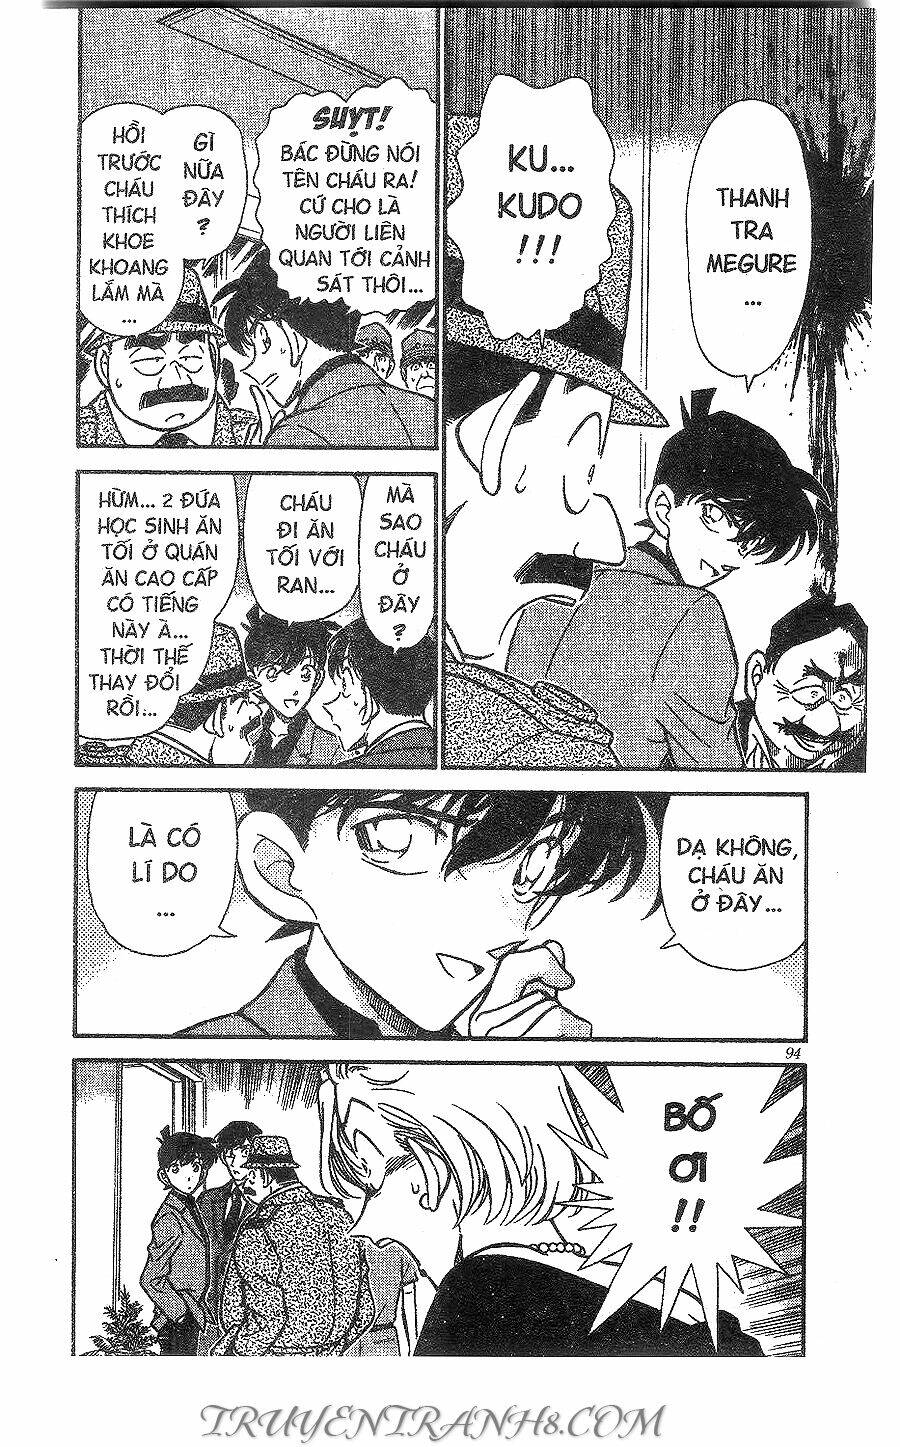 THANH
TRA
MEGURE
...
KU...
KUDO
!!!
SUỴT!
BÁC ĐỪNG NÓI
TÊN CHÁU RA!
CỨ CHO LÀ
NGƯỜI LIÊN
QUAN TỚI CẢNH
SÁT THÔI...
GÌ
NỮA
ĐÂY
?
HỒI
TRƯỚC
CHÁU
THÍCH
KHOE
KHOANG
LẮM MÀ
...
MÀ
SAO
CHÁU
Ở
ĐÂY
?
CHÁU
ĐI ĂN
TỐI VỚI
RAN...
HỪM... 2 ĐỨA
HỌC SINH ĂN
TỐI Ở QUÁN
ĂN CAO CẤP
CÓ TIẾNG
NÀY À...
THỜI THẾ
THAY ĐỔI
RỒI...
DẠ KHÔNG,
CHÁU ĂN
Ở ĐÂY...
LÀ CÓ
LÍ DO
...
94
BỐ
ƠI
!!
TRUYENTRANH8.COM